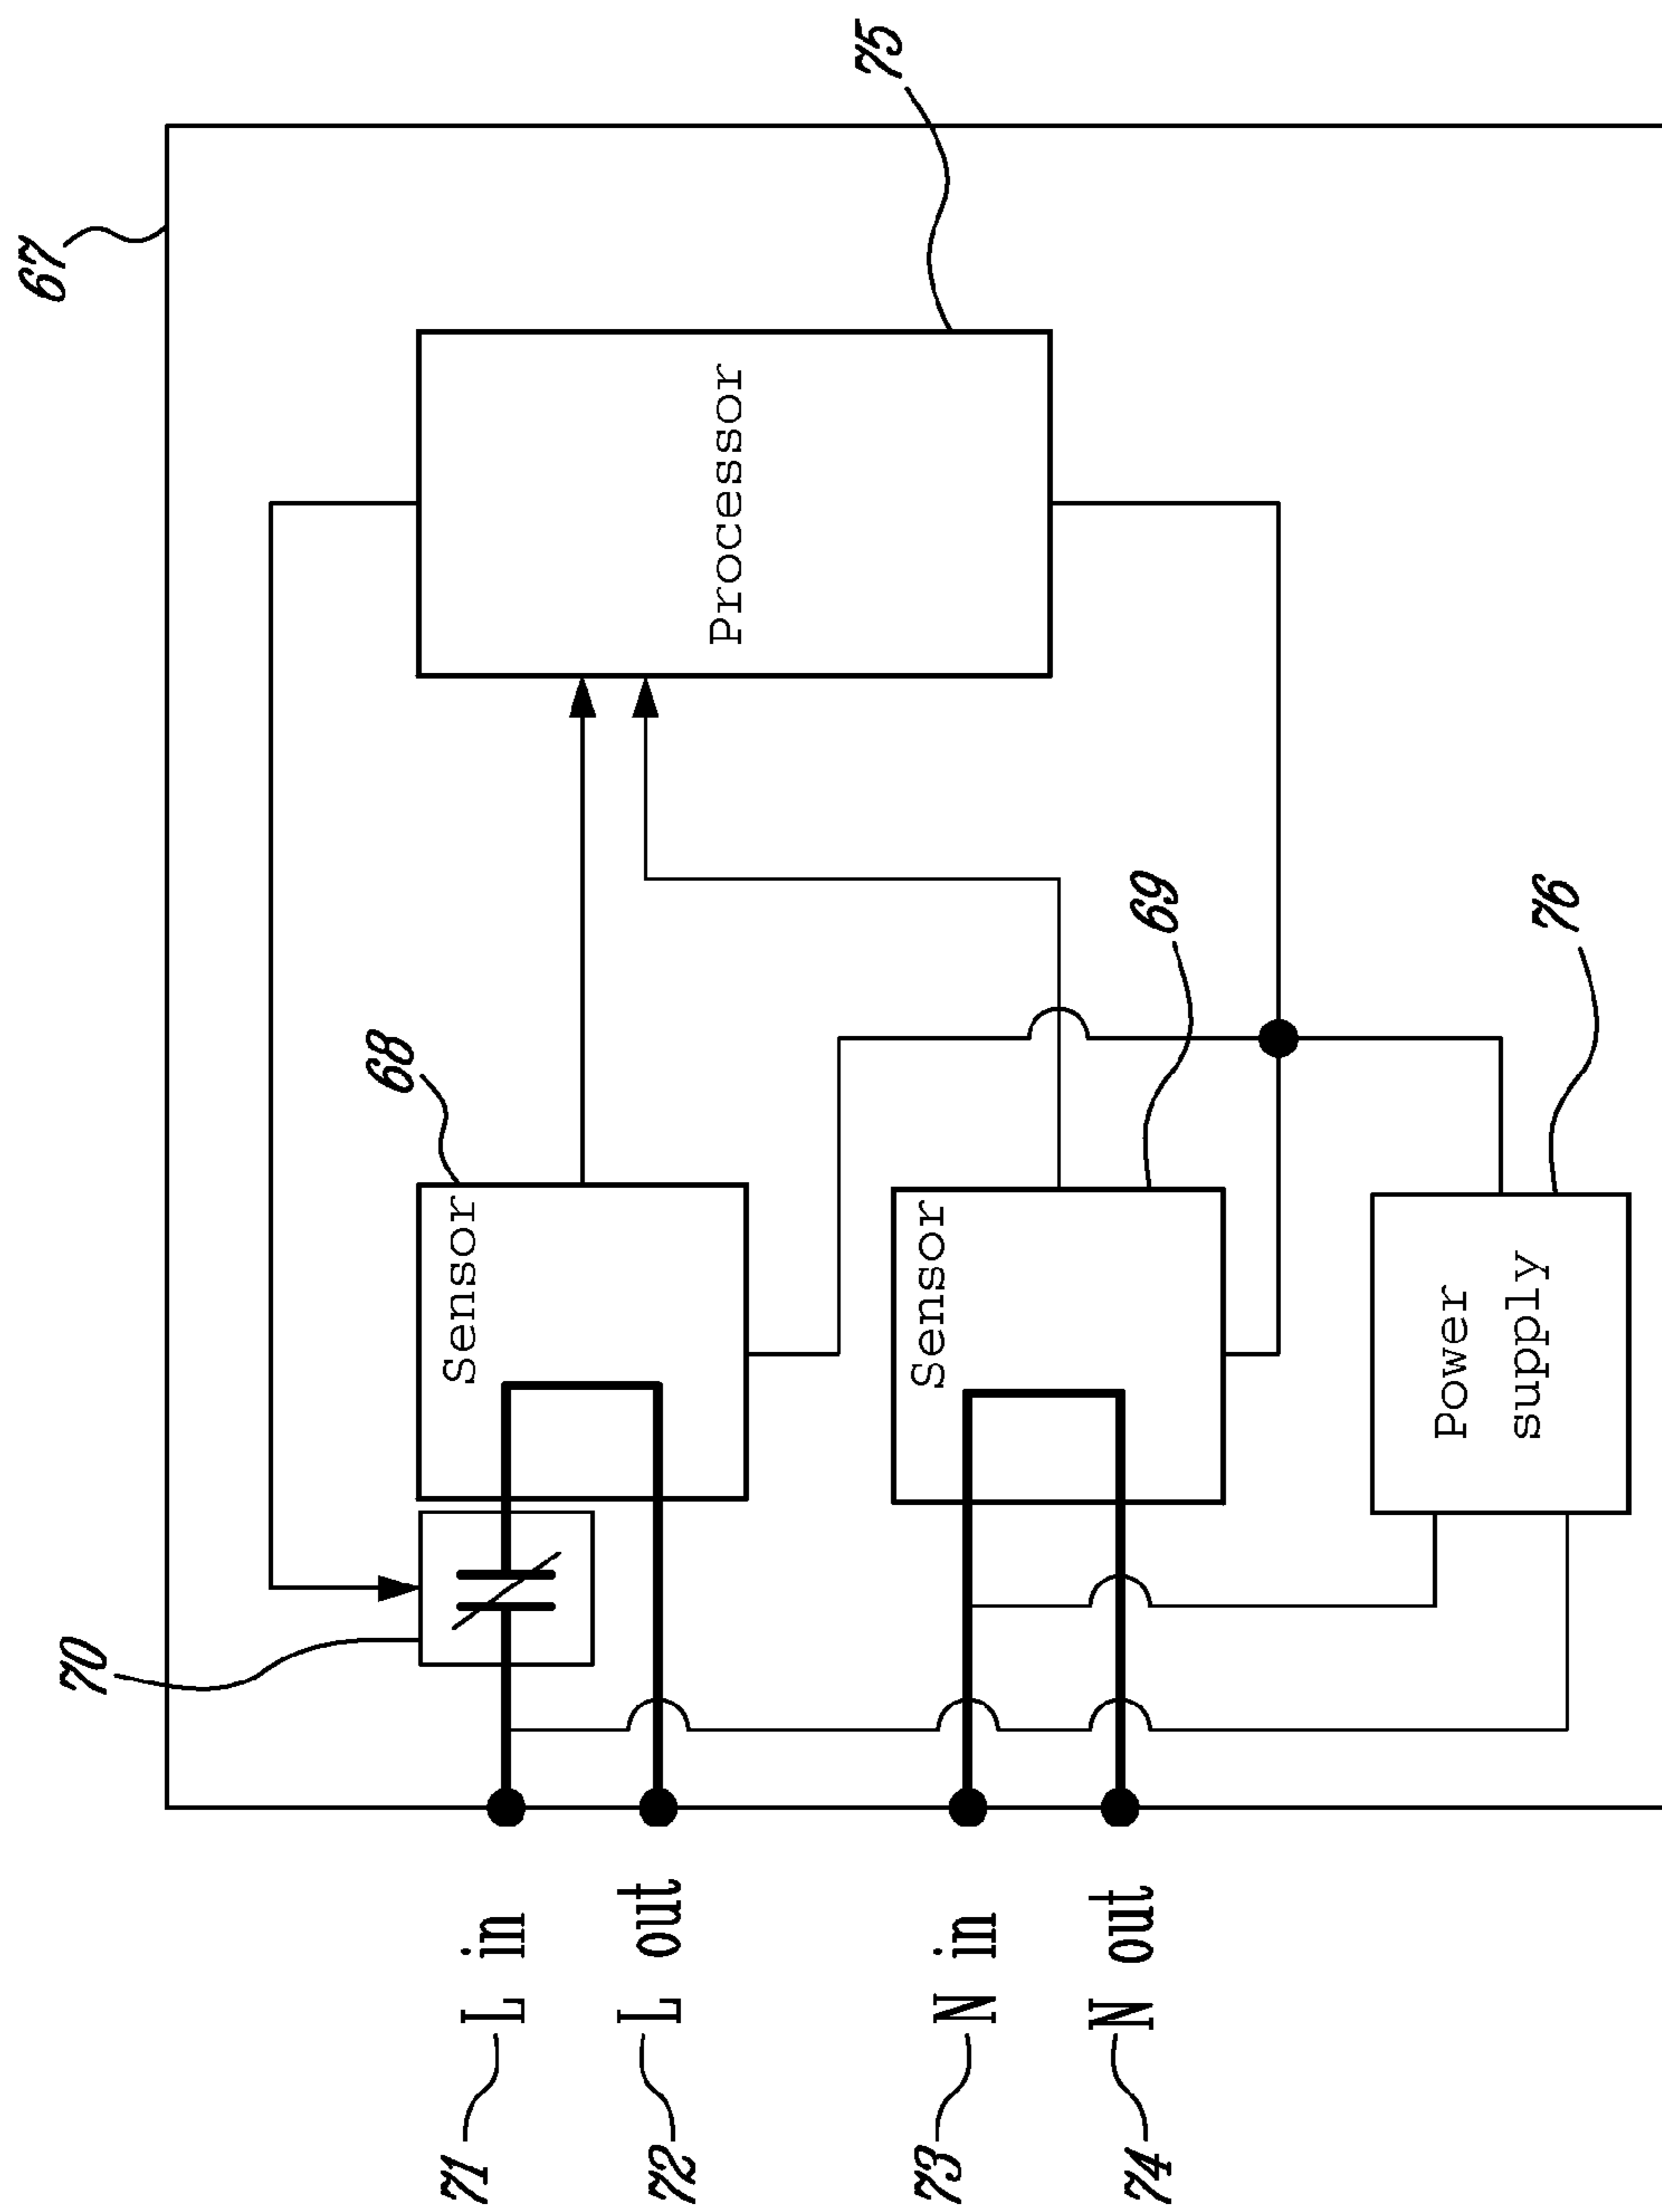 67
75
Processor
68
Sensor
70
69
Sensor
76
Power
supply
71
L in
72
L out
73
N in
74
N out